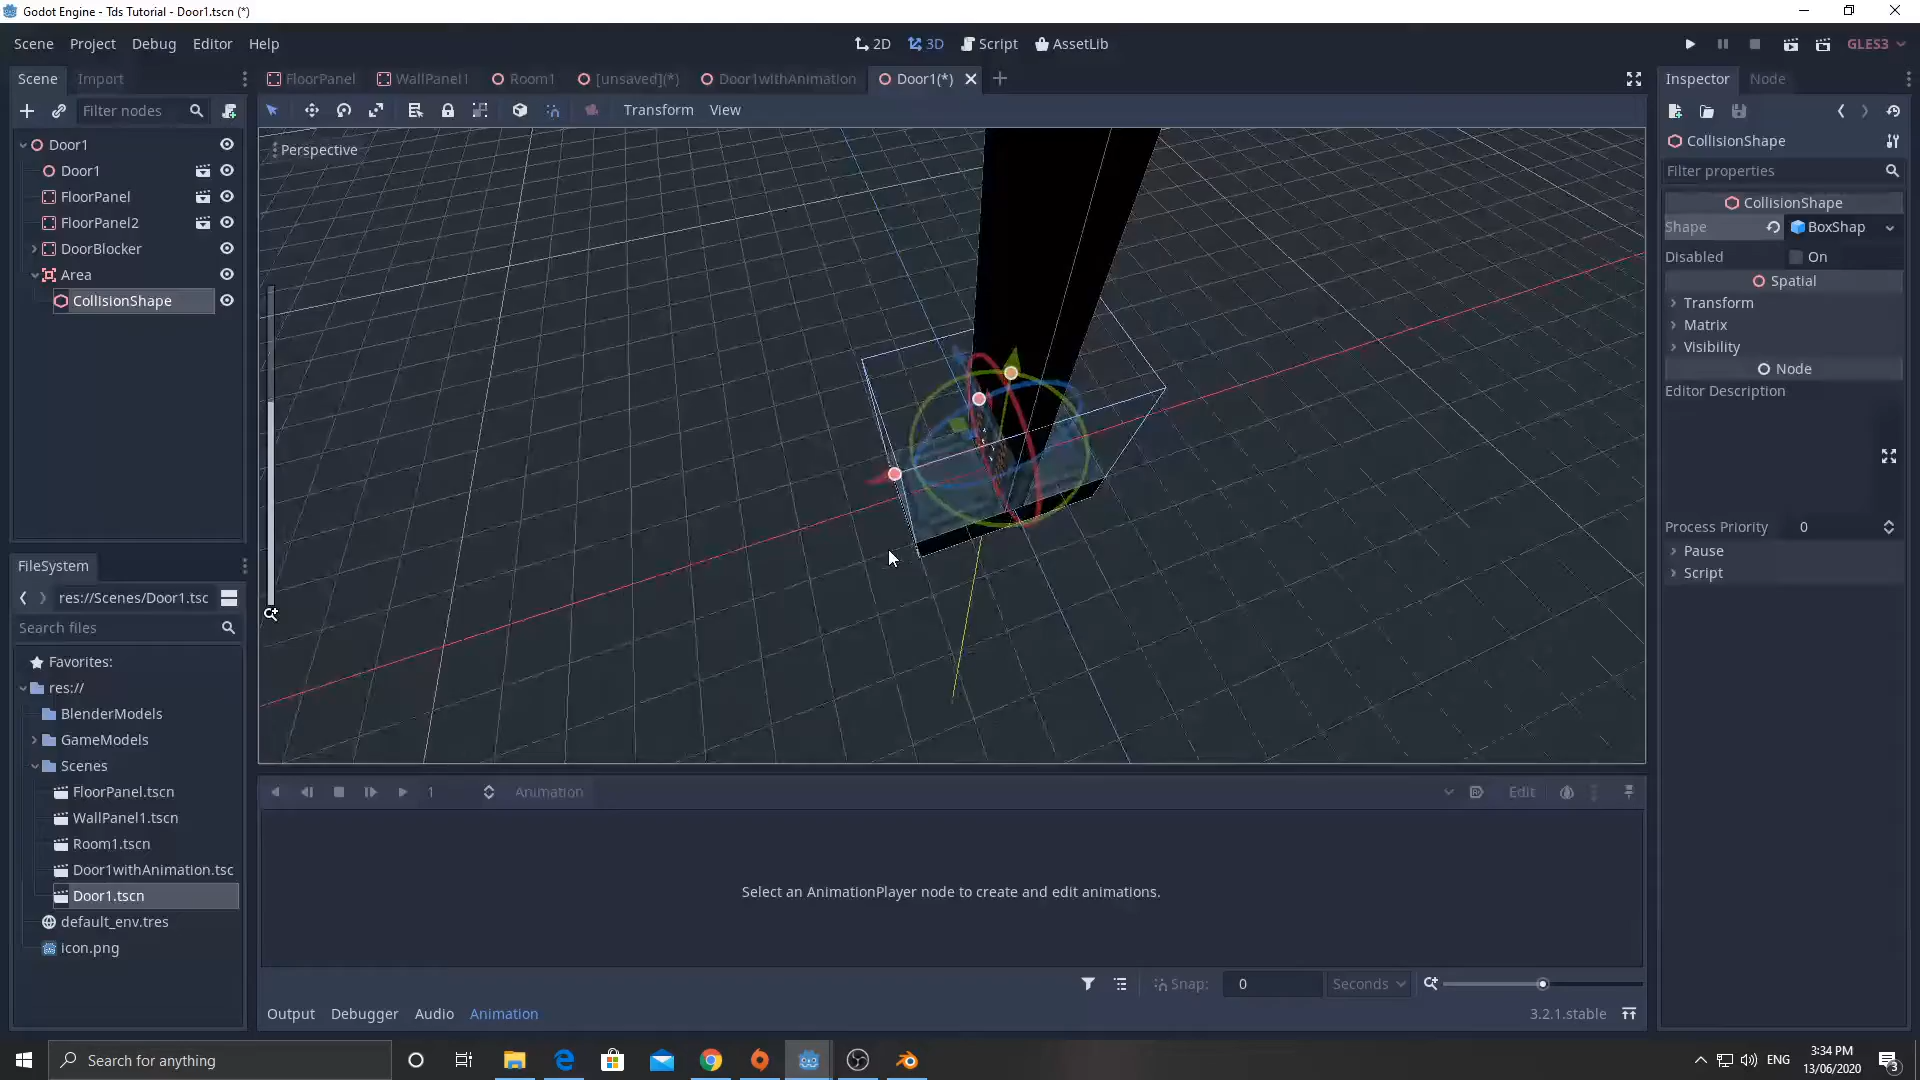 Godot Engine - Tds Tutorial - Door1.tscn (*)
Scene Project Debug Editor Help
2D 3D Script AssetLib
GLES3
Scene Import
FloorPanel WallPanel1 Room1 [unsaved](*) Door1withAnimation Door1(*)
Inspector Node
Filter nodes
Transform View
Perspective
Door1
Door1
FloorPanel
FloorPanel2
DoorBlocker
Area
CollisionShape
CollisionShape
Filter properties
CollisionShape
Shape BoxShap
Disabled On
Spatial
Transform
Matrix
Visibility
Node
Editor Description
Process Priority 0
Pause
Script
FileSystem
res://Scenes/Door1.tsc
Search files
Favorites:
res://
BlenderModels
GameModels
Scenes
FloorPanel.tscn
WallPanel1.tscn
Room1.tscn
Door1withAnimation.tsc
Door1.tscn
default_env.tres
icon.png
1 Animation Edit
Select an AnimationPlayer node to create and edit animations.
Snap: 0 Seconds
Output Debugger Audio Animation
3.2.1.stable
Search for anything
ENG
3:34 PM
13/06/2020
3